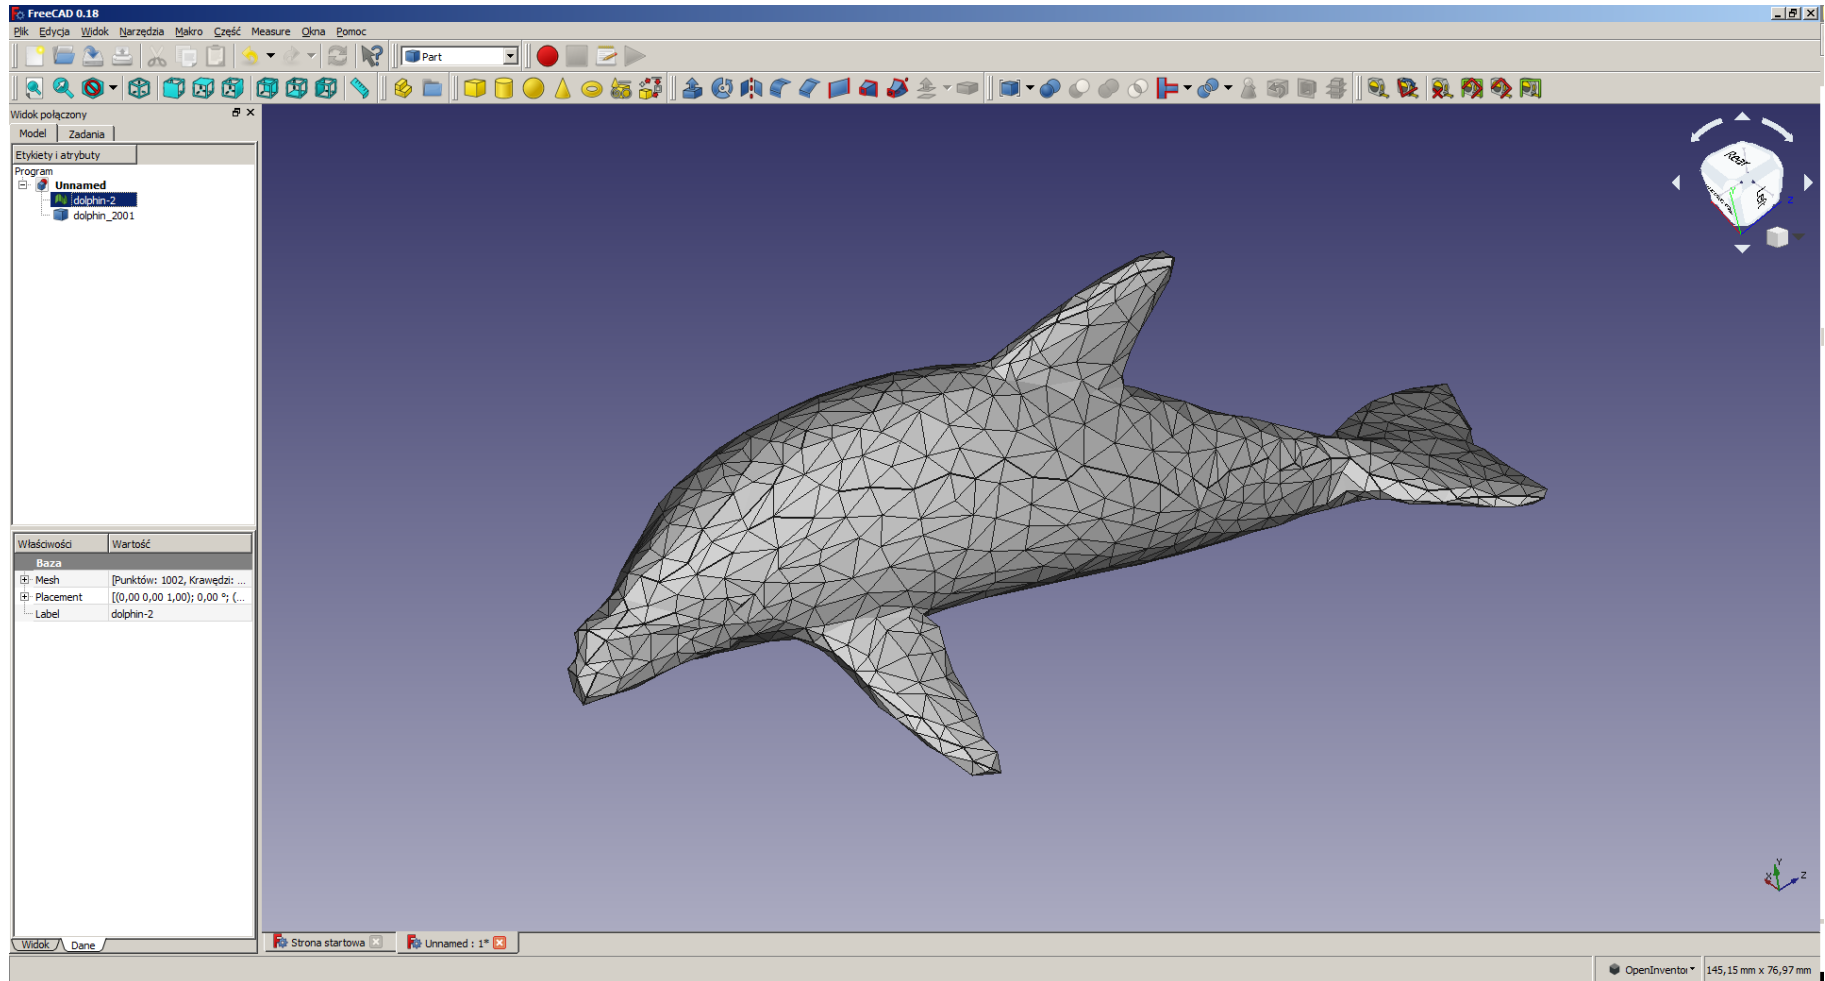 FreeCAD 0.18
Plik Edycja Widok Narzędzia Makro Część Measure Okna Pomoc
Part
Widok połączony
Model Zadania
Etykiety i atrybuty
Program
Unnamed
dolphin-2
dolphin_2001
Rear
Właściwości Wartość
Baza
Mesh [Punktów: 1002, Krawędzi: ...
Placement [(0,00 0,00 1,00); 0,00 °; (...
Label dolphin-2
Z
Y
X Z
Widok Dane
Strona startowa Unnamed : 1*
OpenInventor 145,15 mm x 76,97 mm